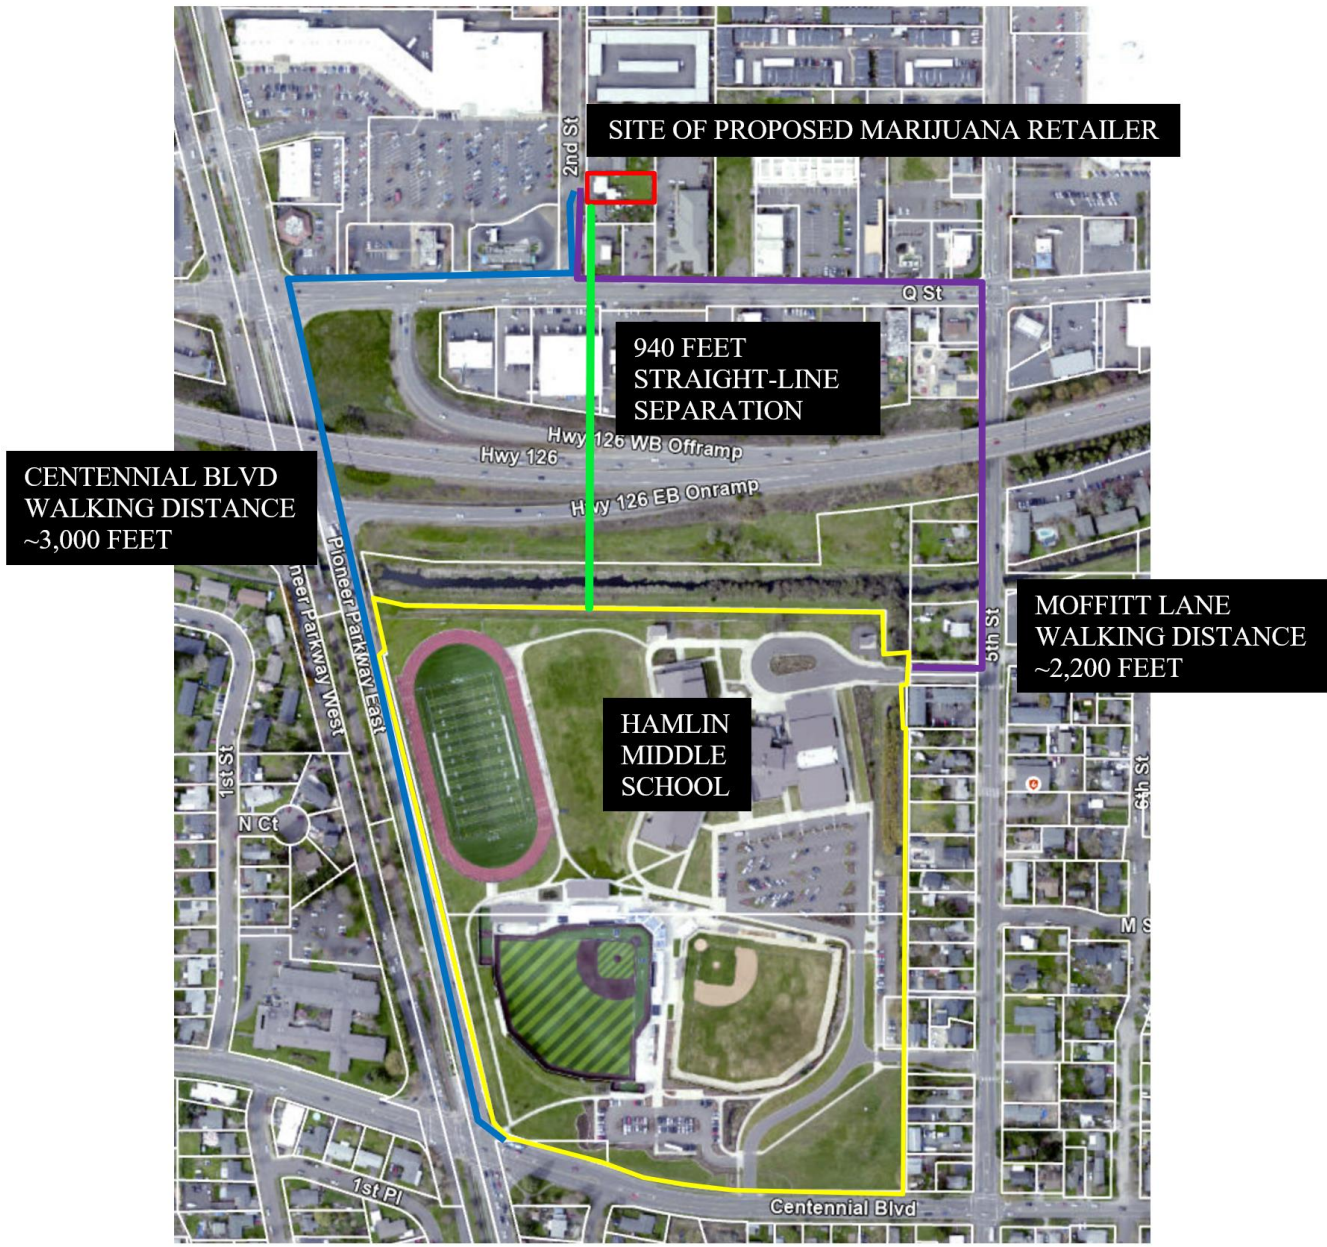 2nd St
SITE OF PROPOSED MARIJUANA RETAILER
Q St
940 FEET
STRAIGHT-LINE
SEPARATION
Hwy 126 WB Offramp
Hwy 126
Hwy 126 EB Onramp
CENTENNIAL BLVD
WALKING DISTANCE
~3,000 FEET
Pioneer Parkway East
neer Parkway West
MOFFITT LANE
WALKING DISTANCE
~2,200 FEET
5th St
HAMLIN
MIDDLE
SCHOOL
1st St
N Ct
6th St
M S
1st Pl
Centennial Blvd